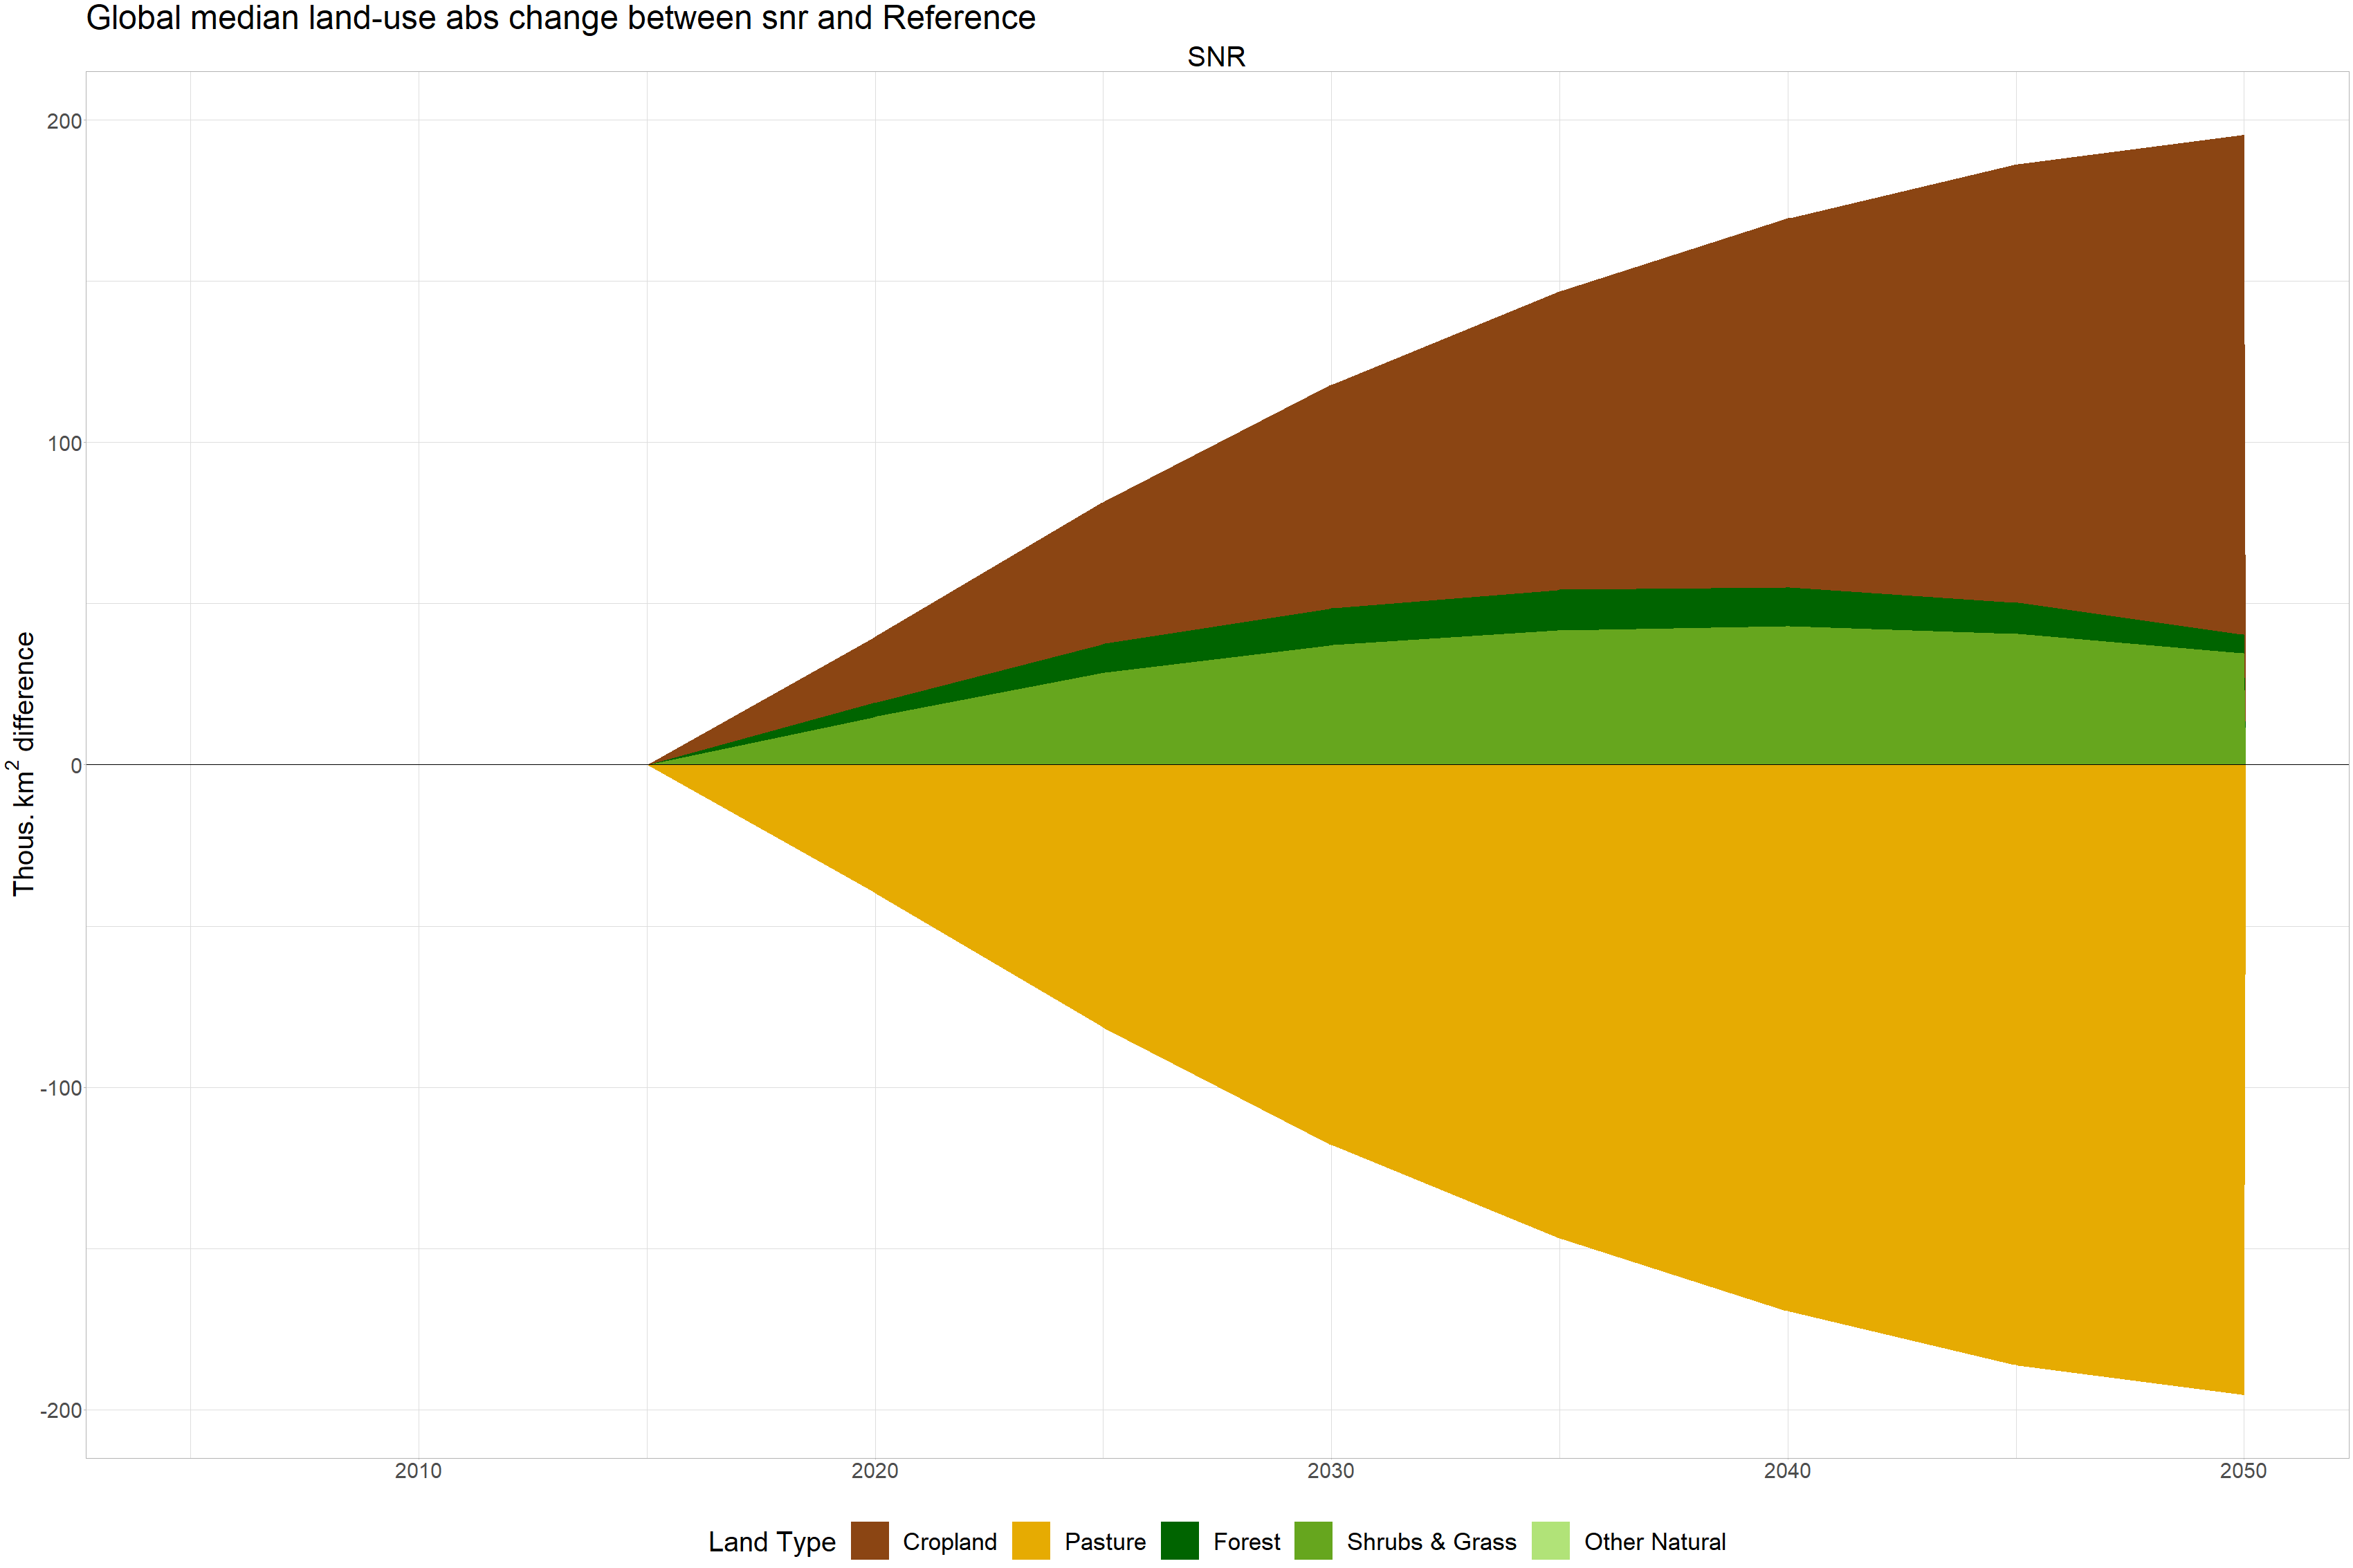 Global median land-use abs change between snr and Reference
SNR
Thous. km² difference
200
100
0
-100
-200
2010 2020 2030 2040 2050
Land Type Cropland Pasture Forest Shrubs & Grass Other Natural